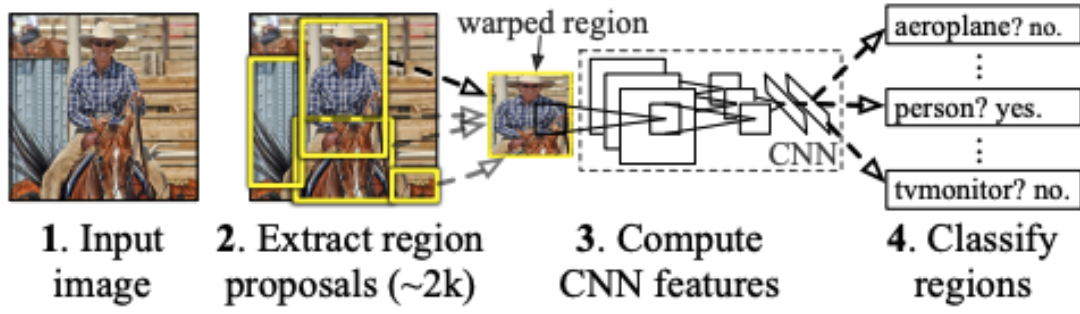 warped region
aeroplane? no.
⋮
person? yes.
⋮
tvmonitor? no.
CNN
1. Input
image
2. Extract region
proposals (~2k)
3. Compute
CNN features
4. Classify
regions